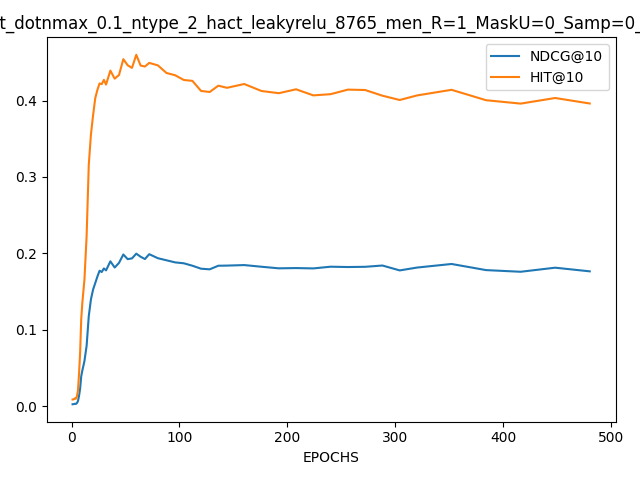 t_dotnmax_0.1_ntype_2_hact_leakyrelu_8765_men_R=1_MaskU=0_Samp=0_
NDCG@10
HIT@10
0.4
0.3
0.2
0.1
0.0
0 100 200 300 400 500
EPOCHS